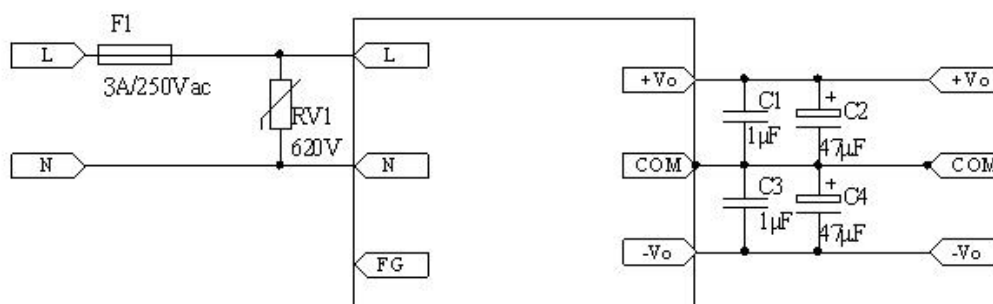 F1
L
L
3A/250Vac
RV1
620V
N
N
FG
+Vo
+Vo
C1
1μF
C2
47μF
COM
COM
C3
1μF
C4
47μF
-Vo
-Vo
+
+